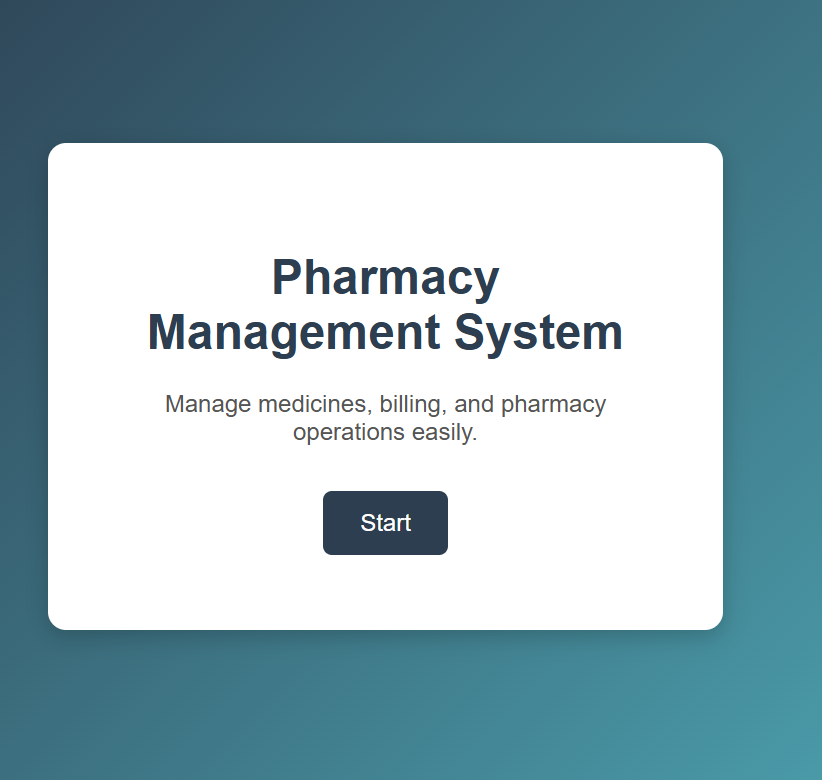 Pharmacy
Management System
Manage medicines, billing, and pharmacy
operations easily.
Start